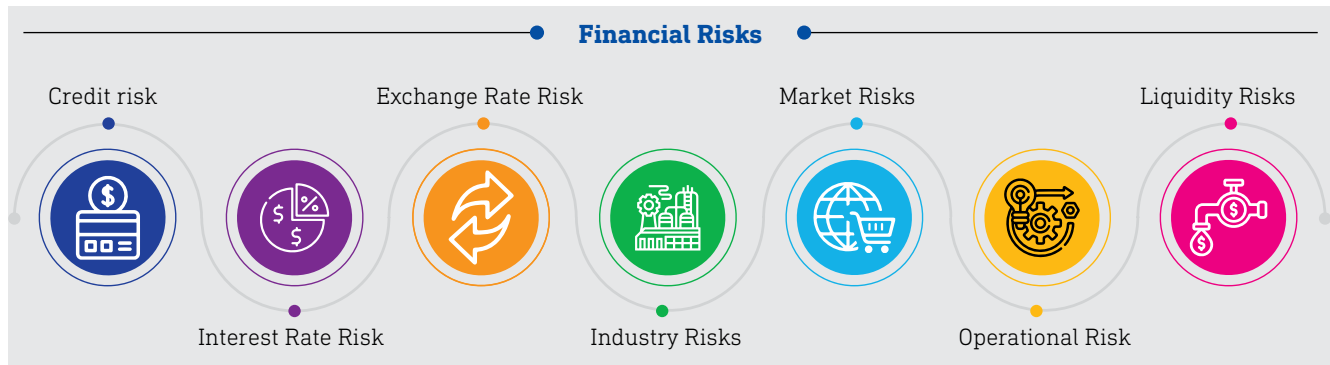 Financial Risks
Credit risk
Exchange Rate Risk
Market Risks
Liquidity Risks
$
$
%
$
$
$
Interest Rate Risk
Industry Risks
Operational Risk